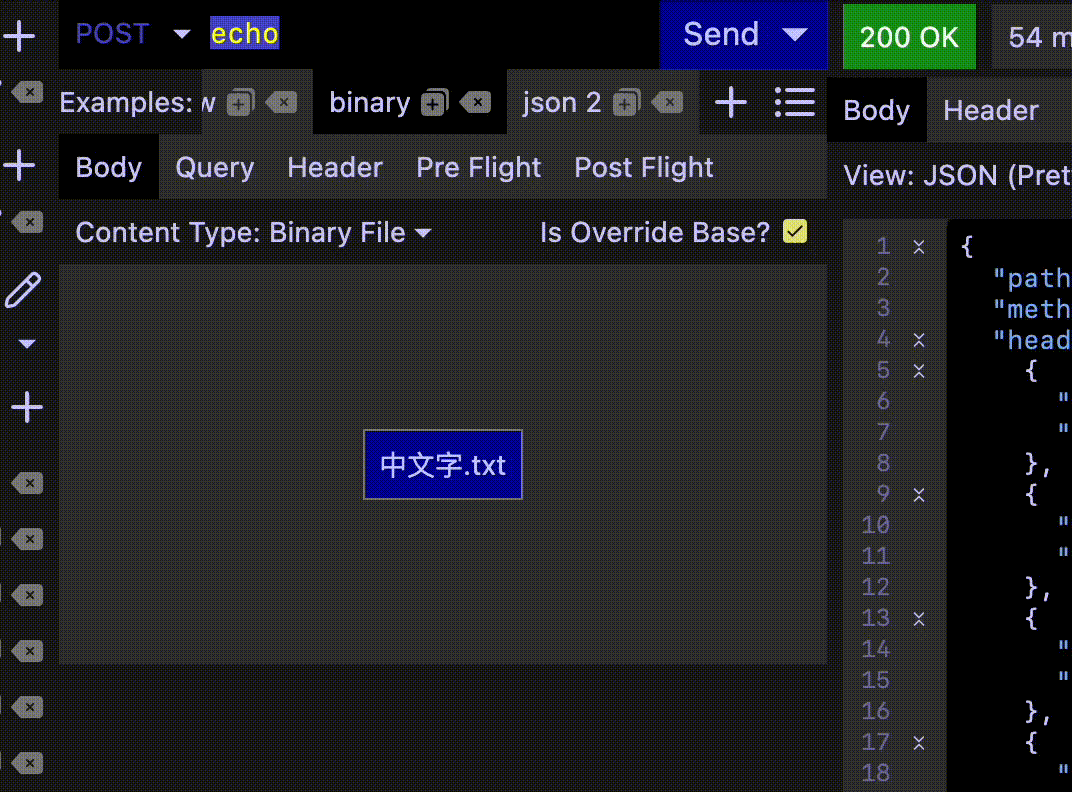 POST echo Send 200 OK 54 m
Examples: w binary json 2
Body Header
Body Query Header Pre Flight Post Flight
View: JSON (Pret
Content Type: Binary File Is Override Base?
中文字.txt
1 {
2 "path
3 "meth
4 "head
5 {
6 "
7 "
8 },
9 {
10 "
11 "
12 },
13 {
14 "
15 "
16 },
17 {
18 "